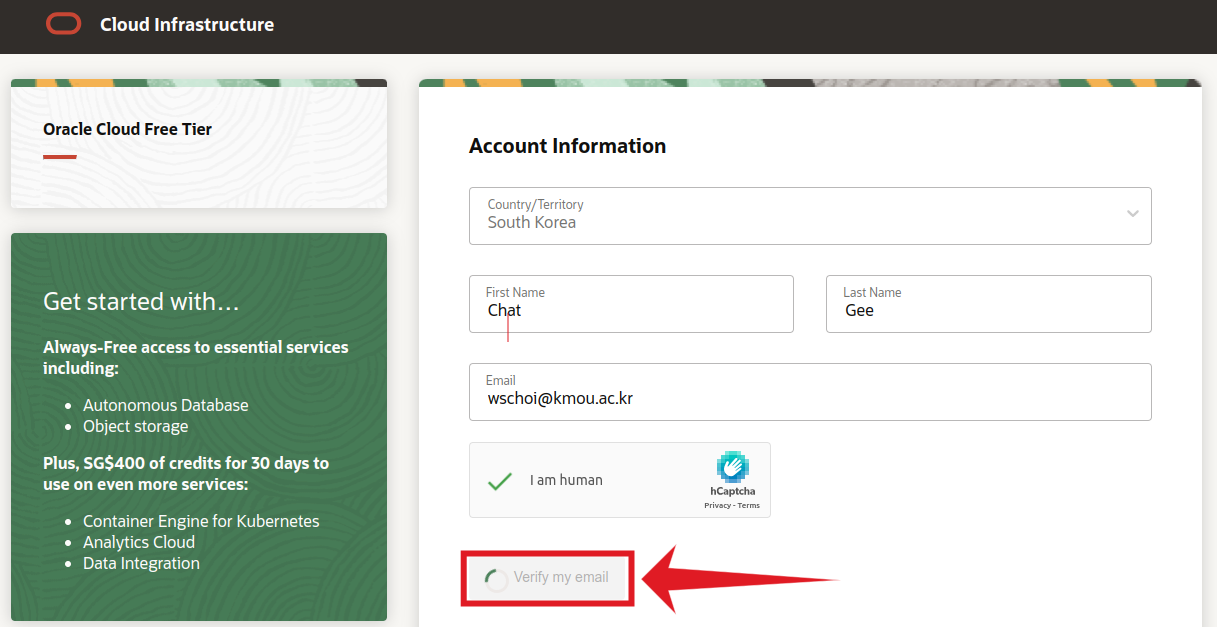 Cloud Infrastructure
Oracle Cloud Free Tier
Get started with...
Always-Free access to essential services
including:
• Autonomous Database
• Object storage
Plus, SG$400 of credits for 30 days to
use on even more services:
• Container Engine for Kubernetes
• Analytics Cloud
• Data Integration
Account Information
Country/Territory
South Korea
First Name
Chat
Last Name
Gee
Email
wschoi@kmou.ac.kr
I am human
hCaptcha
Privacy - Terms
Verify my email